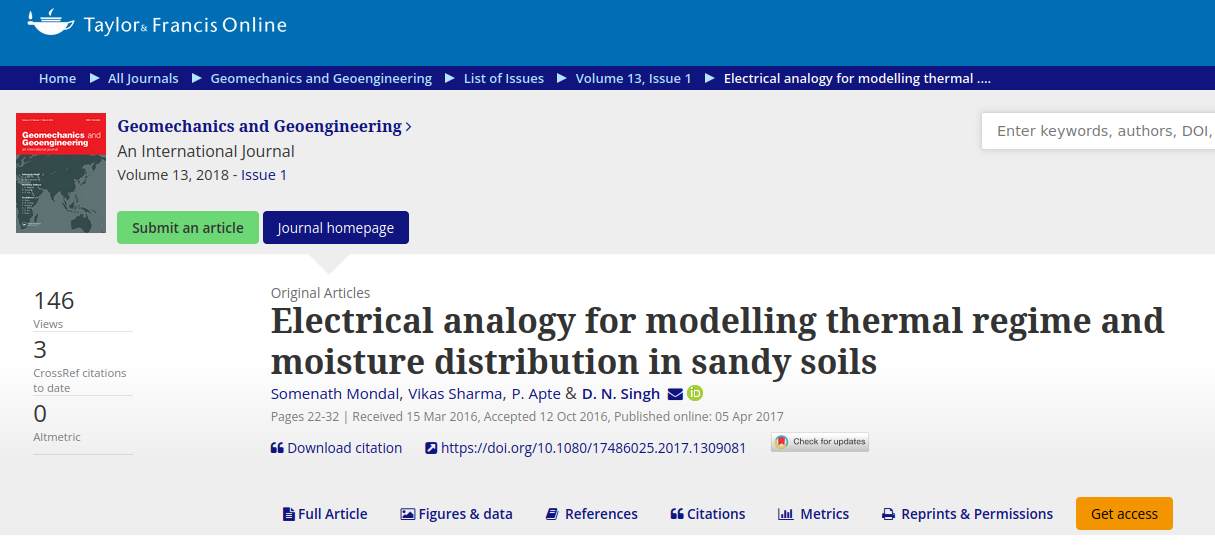 Taylor & Francis Online
Home ▶ All Journals ▶ Geomechanics and Geoengineering ▶ List of Issues ▶ Volume 13, Issue 1 ▶ Electrical analogy for modelling thermal ....
Geomechanics and
Geoengineering
Geomechanics and Geoengineering >
An International Journal
Volume 13, 2018 - Issue 1
Enter keywords, authors, DOI,
Submit an article
Journal homepage
146
Views
3
CrossRef citations
to date
0
Altmetric
Original Articles
Electrical analogy for modelling thermal regime and
moisture distribution in sandy soils
Somenath Mondal, Vikas Sharma, P. Apte & D. N. Singh iD
Pages 22-32 | Received 15 Mar 2016, Accepted 12 Oct 2016, Published online: 05 Apr 2017
Download citation https://doi.org/10.1080/17486025.2017.1309081 Check for updates
Full Article Figures & data References Citations Metrics Reprints & Permissions Get access